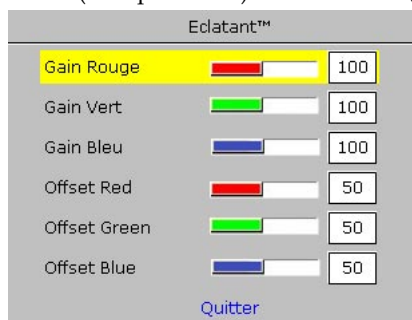 Eclatant™
Gain Rouge 100
Gain Vert 100
Gain Bleu 100
Offset Red 50
Offset Green 50
Offset Blue 50
Quitter